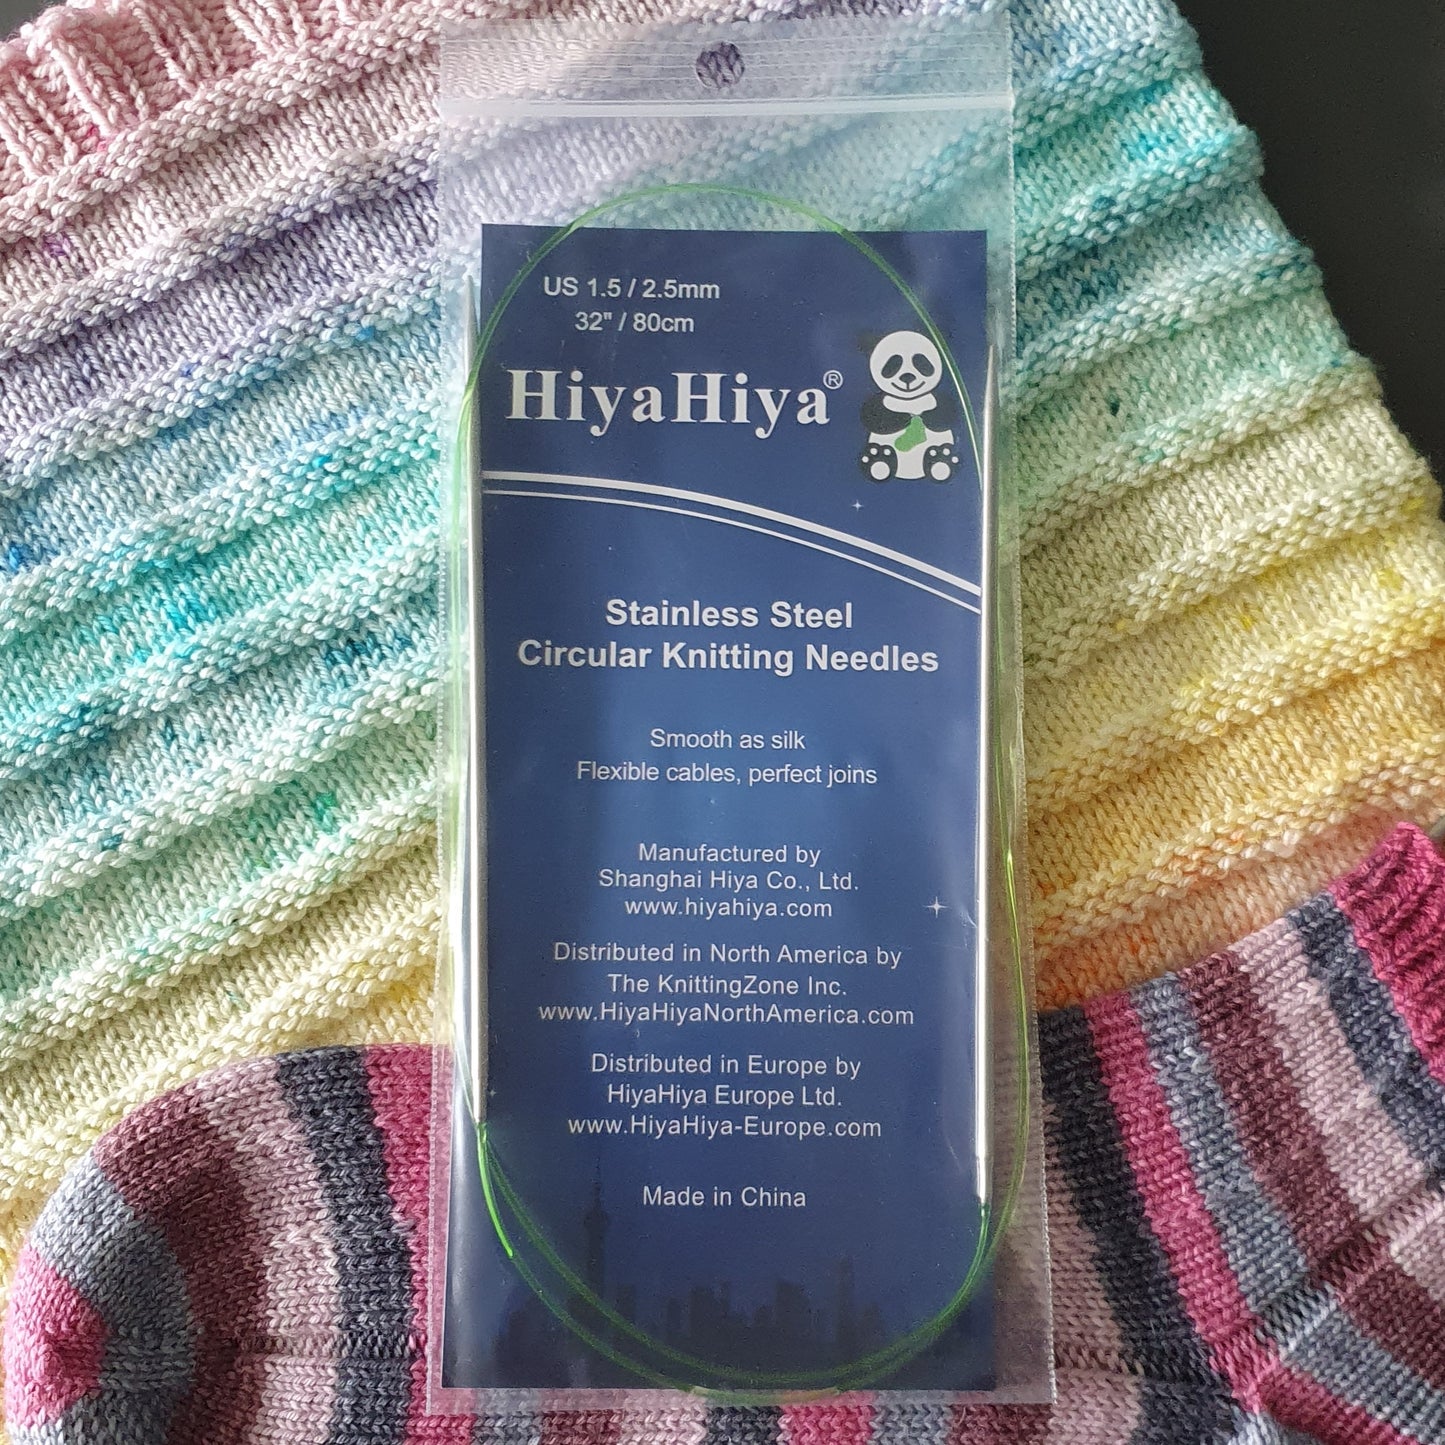 US 1.5 / 2.5mm
32" / 80cm
HiyaHiya®
Stainless Steel
Circular Knitting Needles
Smooth as silk
Flexible cables, perfect joins
Manufactured by
Shanghai Hiya Co., Ltd.
www.hiyahiya.com
Distributed in North America by
The KnittingZone Inc.
www.HiyaHiyaNorthAmerica.com
Distributed in Europe by
HiyaHiya Europe Ltd.
www.HiyaHiya-Europe.com
Made in China